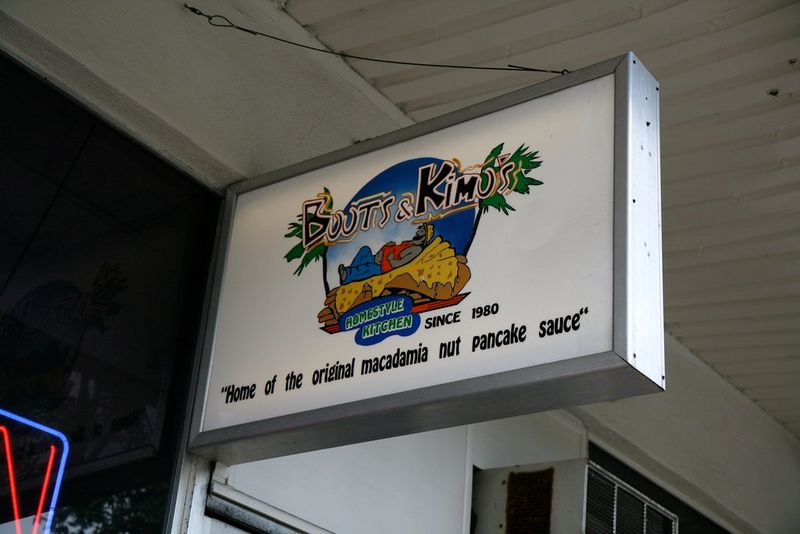 BOOTS & KIMO'S
HOMESTYLE
KITCHEN
SINCE 1980
"Home of the original macadamia nut pancake sauce"